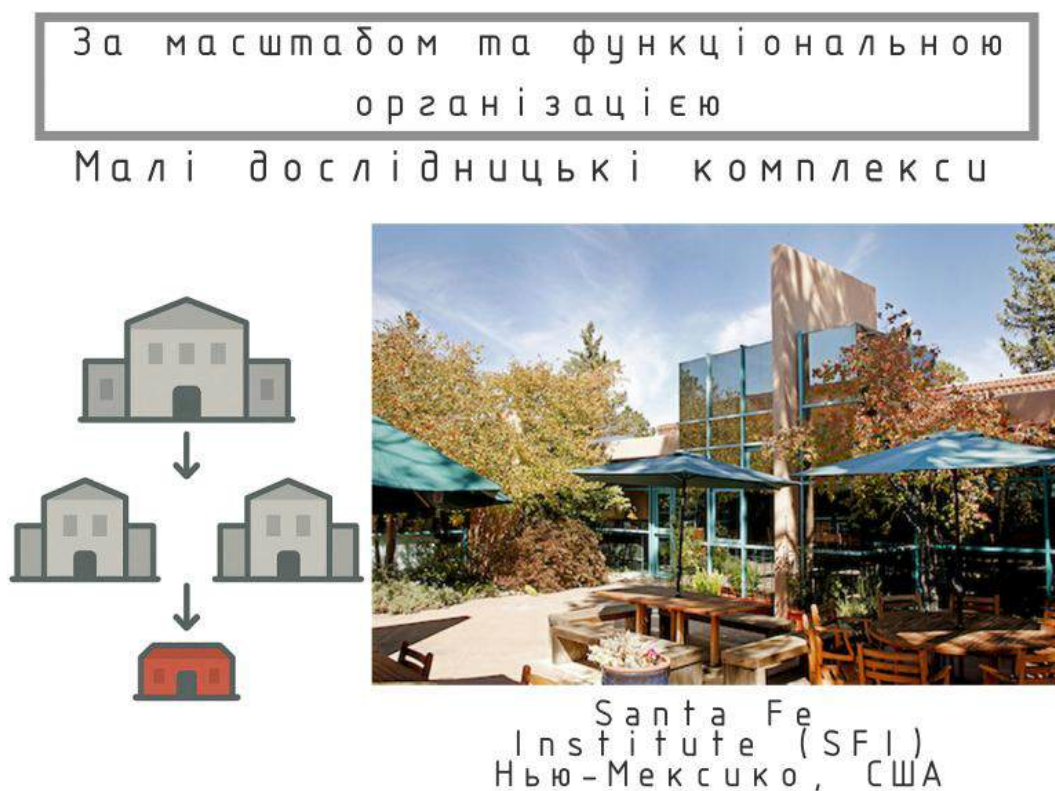 За масштабом та функціональною
організацією
Малі дослідницькі комплекси
Santa Fe
Institute (SFI)
Нью-Мексико, США